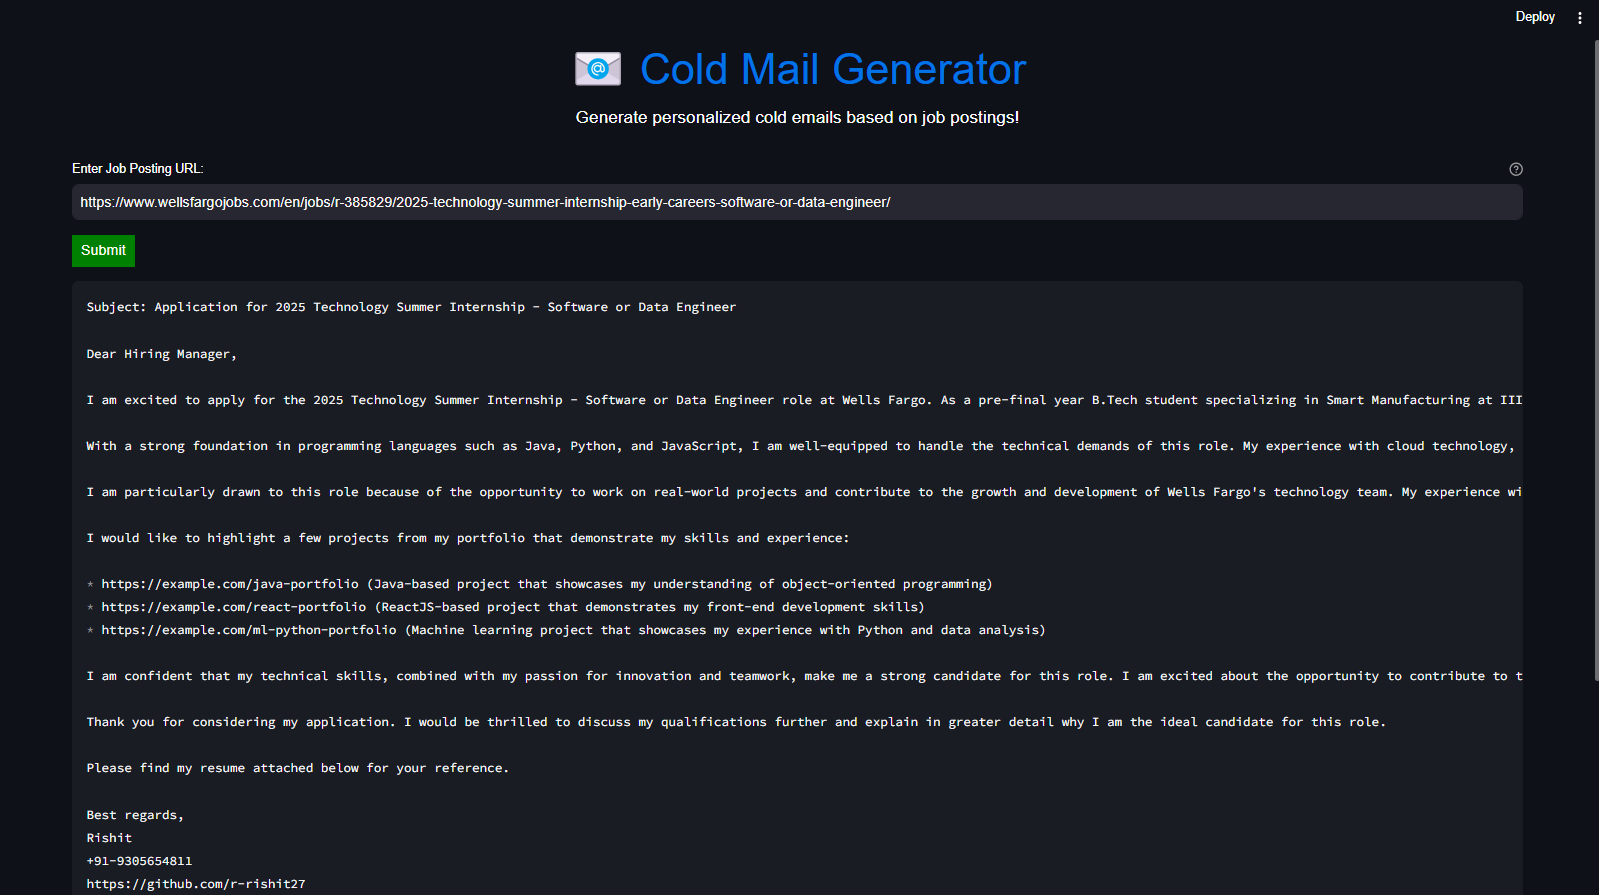 Deploy
Cold Mail Generator
Generate personalized cold emails based on job postings!
Enter Job Posting URL:
https://www.wellsfargojobs.com/en/jobs/r-385829/2025-technology-summer-internship-early-careers-software-or-data-engineer/
Submit
Subject: Application for 2025 Technology Summer Internship - Software or Data Engineer
Dear Hiring Manager,
I am excited to apply for the 2025 Technology Summer Internship - Software or Data Engineer role at Wells Fargo. As a pre-final year B.Tech student specializing in Smart Manufacturing at III
With a strong foundation in programming languages such as Java, Python, and JavaScript, I am well-equipped to handle the technical demands of this role. My experience with cloud technology,
I am particularly drawn to this role because of the opportunity to work on real-world projects and contribute to the growth and development of Wells Fargo's technology team. My experience wi
I would like to highlight a few projects from my portfolio that demonstrate my skills and experience:
* https://example.com/java-portfolio (Java-based project that showcases my understanding of object-oriented programming)
* https://example.com/react-portfolio (ReactJS-based project that demonstrates my front-end development skills)
* https://example.com/ml-python-portfolio (Machine learning project that showcases my experience with Python and data analysis)
I am confident that my technical skills, combined with my passion for innovation and teamwork, make me a strong candidate for this role. I am excited about the opportunity to contribute to t
Thank you for considering my application. I would be thrilled to discuss my qualifications further and explain in greater detail why I am the ideal candidate for this role.
Please find my resume attached below for your reference.
Best regards,
Rishit
+91-9305654811
https://github.com/r-rishit27